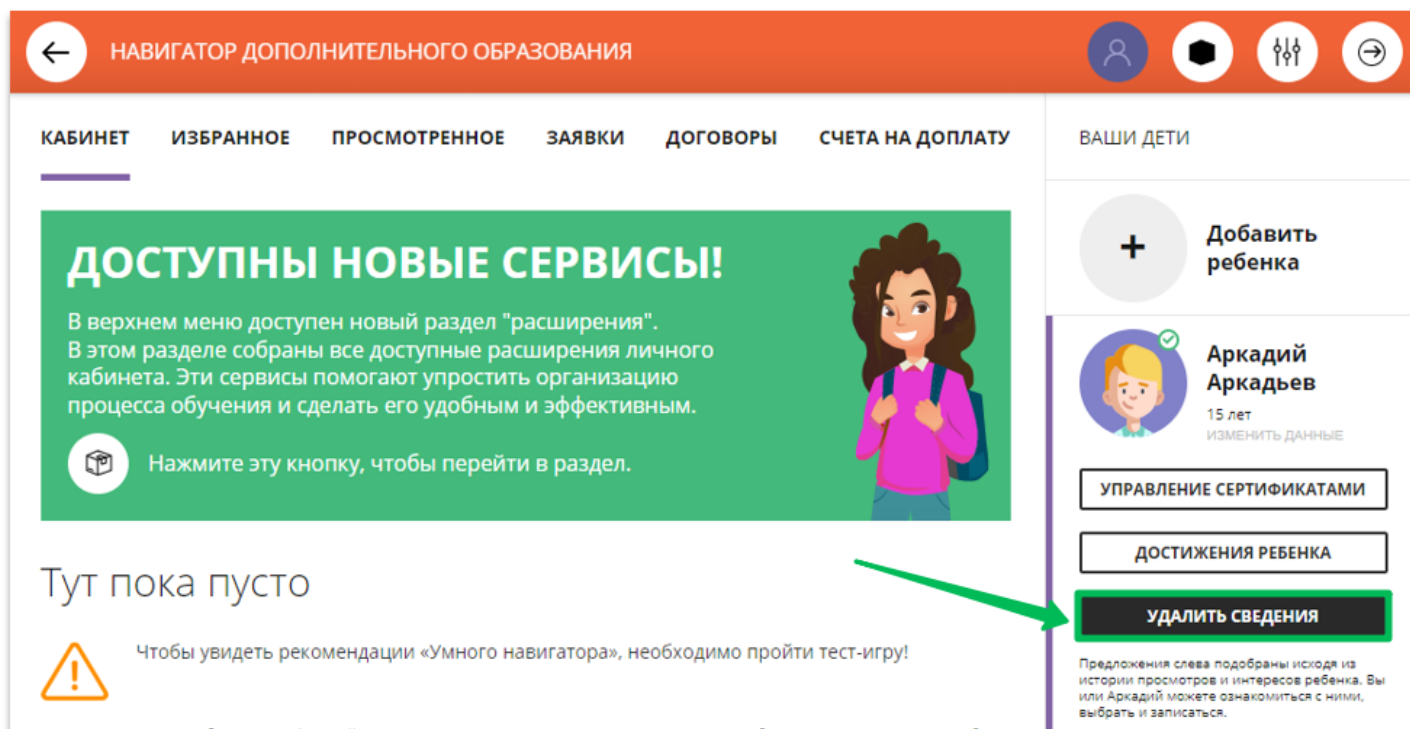 НАВИГАТОР ДОПОЛНИТЕЛЬНОГО ОБРАЗОВАНИЯ
КАБИНЕТ ИЗБРАННОЕ ПРОСМОТРЕННОЕ ЗАЯВКИ ДОГОВОРЫ СЧЕТА НА ДОПЛАТУ
ДОСТУПНЫ НОВЫЕ СЕРВИСЫ!
В верхнем меню доступен новый раздел "расширения".
В этом разделе собраны все доступные расширения личного
кабинета. Эти сервисы помогают упростить организацию
процесса обучения и сделать его удобным и эффективным.
Нажмите эту кнопку, чтобы перейти в раздел.
Тут пока пусто
Чтобы увидеть рекомендации «Умного навигатора», необходимо пройти тест-игру!
ВАШИ ДЕТИ
Добавить
ребенка
Аркадий
Аркадьев
15 лет
ИЗМЕНИТЬ ДАННЫЕ
УПРАВЛЕНИЕ СЕРТИФИКАТАМИ
ДОСТИЖЕНИЯ РЕБЕНКА
УДАЛИТЬ СВЕДЕНИЯ
Предложения слева подобраны исходя из
истории просмотров и интересов ребенка. Вы
или Аркадий можете ознакомиться с ними,
выбрать и записаться.